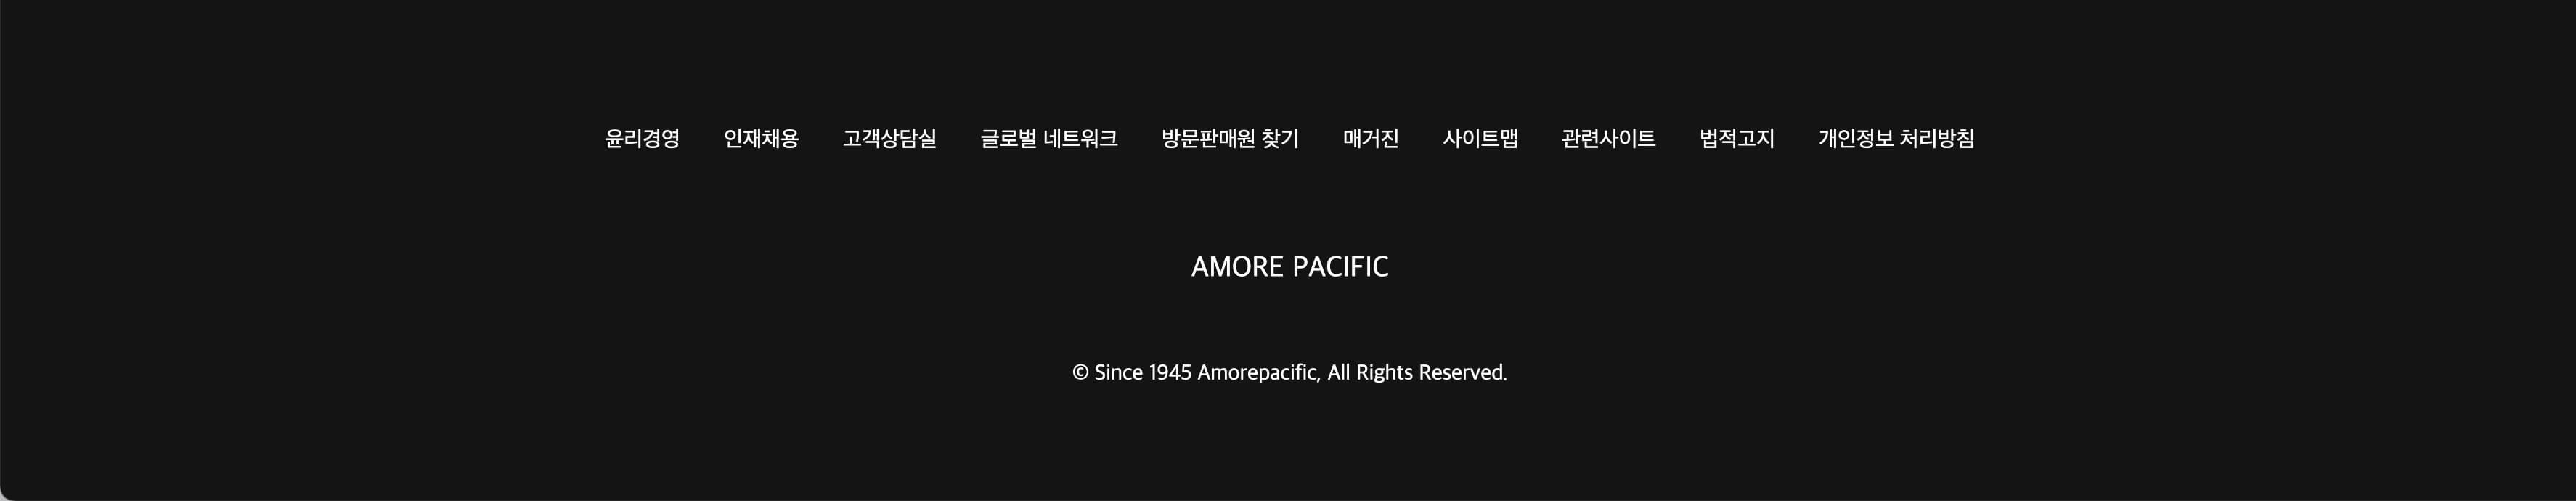 윤리경영 인재채용 고객상담실 글로벌 네트워크 방문판매원 찾기 매거진 사이트맵 관련사이트 법적고지 개인정보 처리방침
AMORE PACIFIC
© Since 1945 Amorepacific, All Rights Reserved.